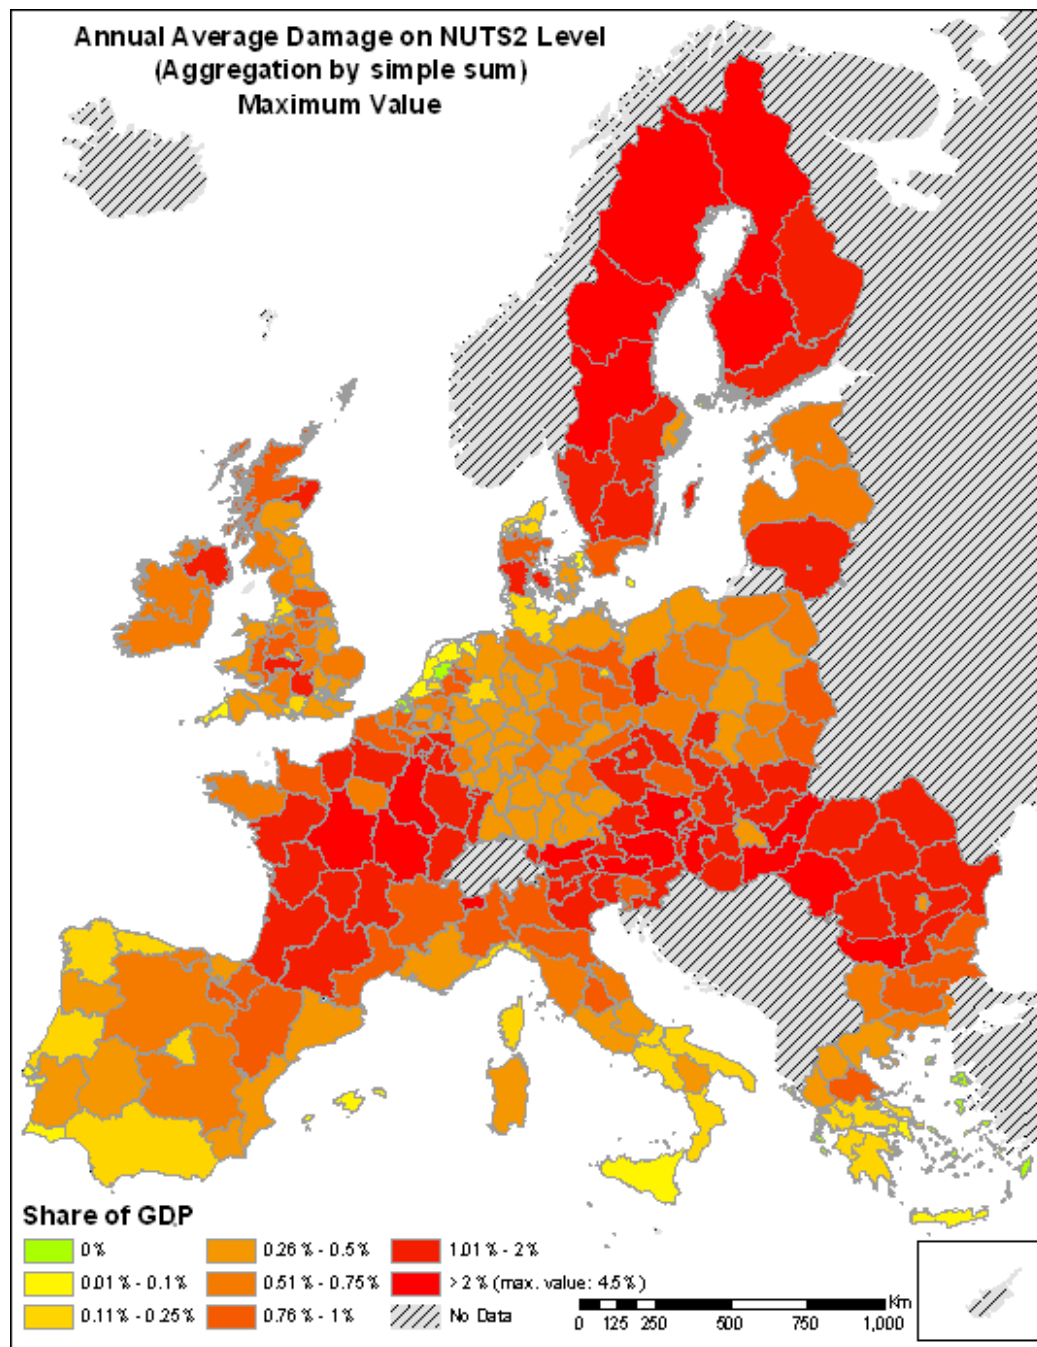 Annual Average Damage on NUTS2 Level
(Aggregation by simple sum)
Maximum Value
Share of GDP
0%
0.01% - 0.1%
0.11% - 0.25%
0.26% - 0.5%
0.51% - 0.75%
0.76% - 1%
1.01% - 2%
> 2% (max. value: 4.5%)
No Data
Km
0 125 250 500 750 1,000